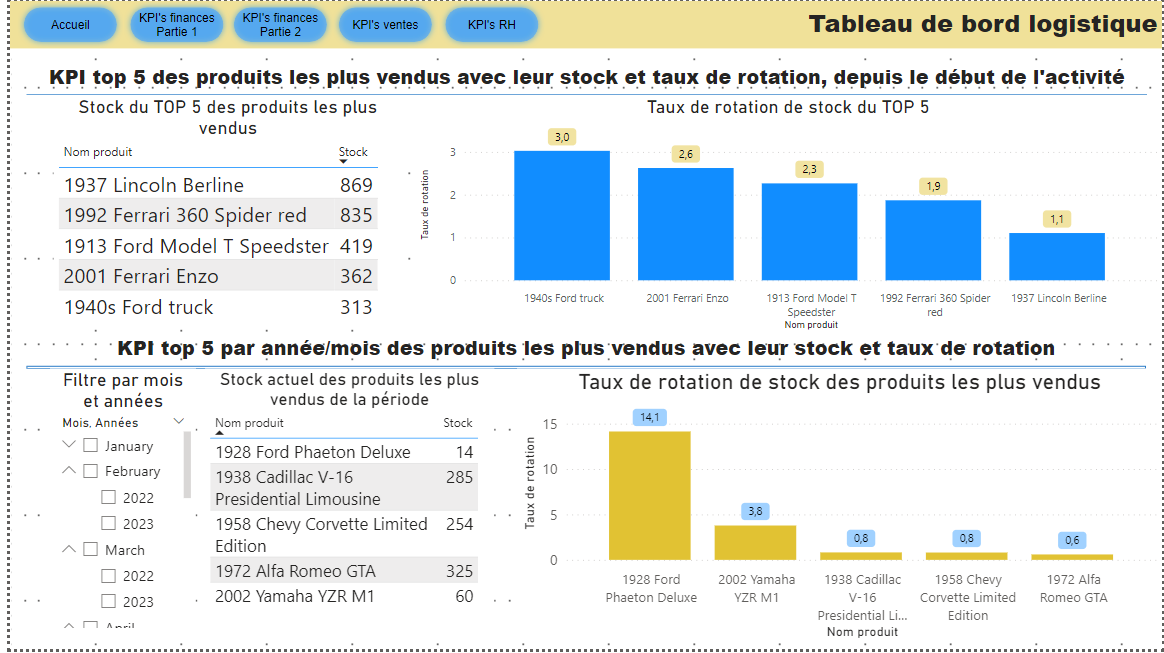 Accueil
KPI's finances
Partie 1
KPI's finances
Partie 2
KPI's ventes
KPI's RH
Tableau de bord logistique
KPI top 5 des produits les plus vendus avec leur stock et taux de rotation, depuis le début de l'activité
Stock du TOP 5 des produits les plus
vendus
Nom produit Stock
1937 Lincoln Berline 869
1992 Ferrari 360 Spider red 835
1913 Ford Model T Speedster 419
2001 Ferrari Enzo 362
1940s Ford truck 313
Taux de rotation de stock du TOP 5
Taux de rotation
3
2
1
0
3,0
2,6
2,3
1,9
1,1
1940s Ford truck
2001 Ferrari Enzo
1913 Ford Model T
Speedster
1992 Ferrari 360 Spider
red
1937 Lincoln Berline
Nom produit
KPI top 5 par année/mois des produits les plus vendus avec leur stock et taux de rotation
Filtre par mois
et années
Mois, Années
January
February
2022
2023
March
2022
2023
April
Stock actuel des produits les plus
vendus de la période
Nom produit Stock
1928 Ford Phaeton Deluxe 14
1938 Cadillac V-16 285
Presidential Limousine
1958 Chevy Corvette Limited 254
Edition
1972 Alfa Romeo GTA 325
2002 Yamaha YZR M1 60
Taux de rotation de stock des produits les plus vendus
Taux de rotation
15
10
5
0
14,1
3,8
0,8
0,8
0,6
1928 Ford
Phaeton Deluxe
2002 Yamaha
YZR M1
1938 Cadillac
V-16
Presidential Li...
1958 Chevy
Corvette Limited
Edition
1972 Alfa
Romeo GTA
Nom produit